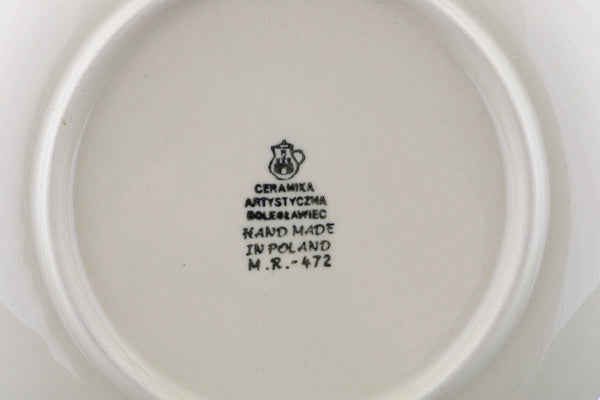 CERAMIKA
ARTYSTYCZNA
BOLESŁAWIEC
HAND MADE
IN POLAND
M.R.-472